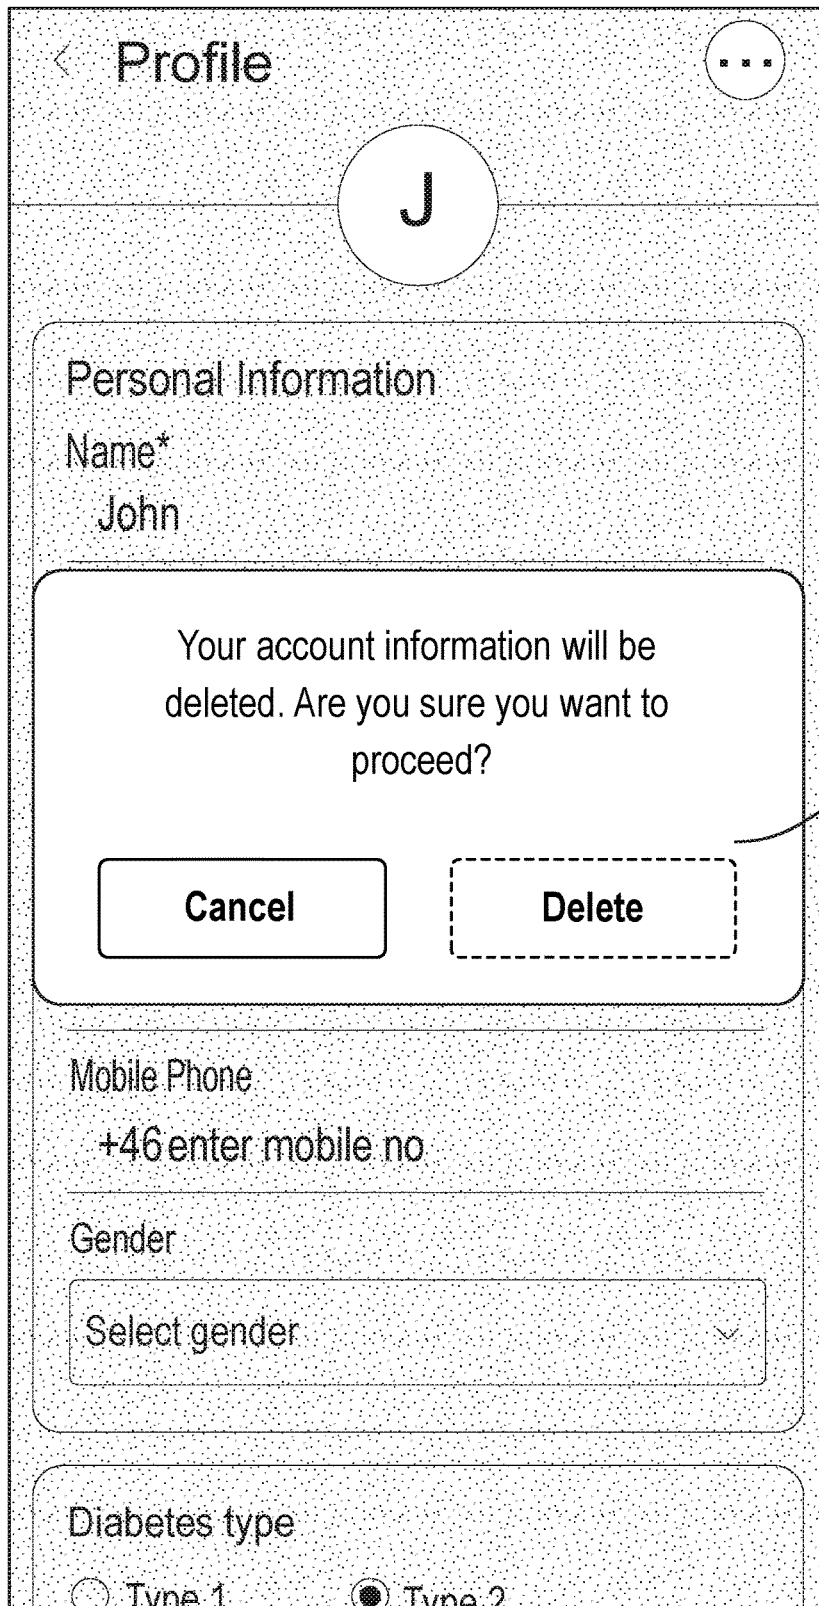 Profile
J
Personal Information
Name*
John
Your account information will be
deleted. Are you sure you want to
proceed?
Cancel Delete
Mobile Phone
+46 enter mobile no
Gender
Select gender
Diabetes type
Type 1 Type 2